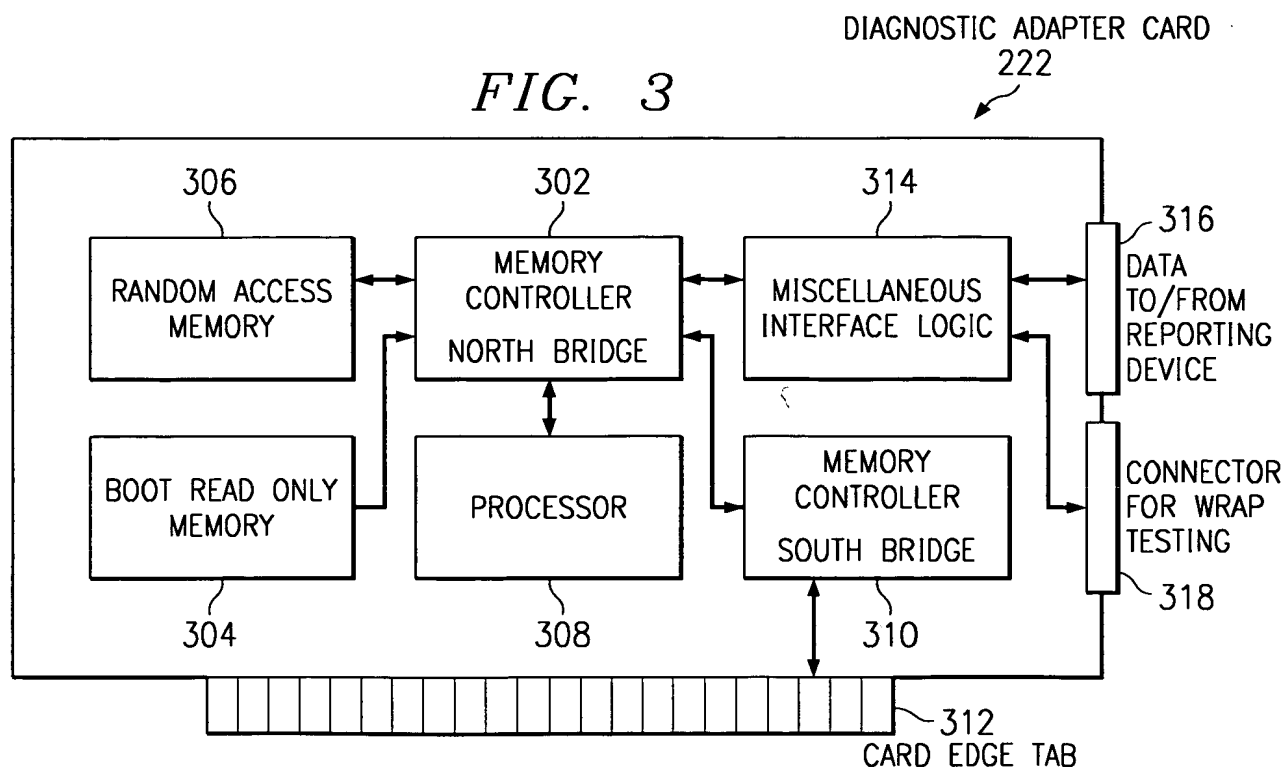 DIAGNOSTIC ADAPTER CARD
222
FIG. 3
306
302
314
316
RANDOM ACCESS
MEMORY
MEMORY
CONTROLLER
NORTH BRIDGE
MISCELLANEOUS
INTERFACE LOGIC
DATA
TO/FROM
REPORTING
DEVICE
BOOT READ ONLY
MEMORY
PROCESSOR
MEMORY
CONTROLLER
SOUTH BRIDGE
CONNECTOR
FOR WRAP
TESTING
318
304
308
310
312
CARD EDGE TAB